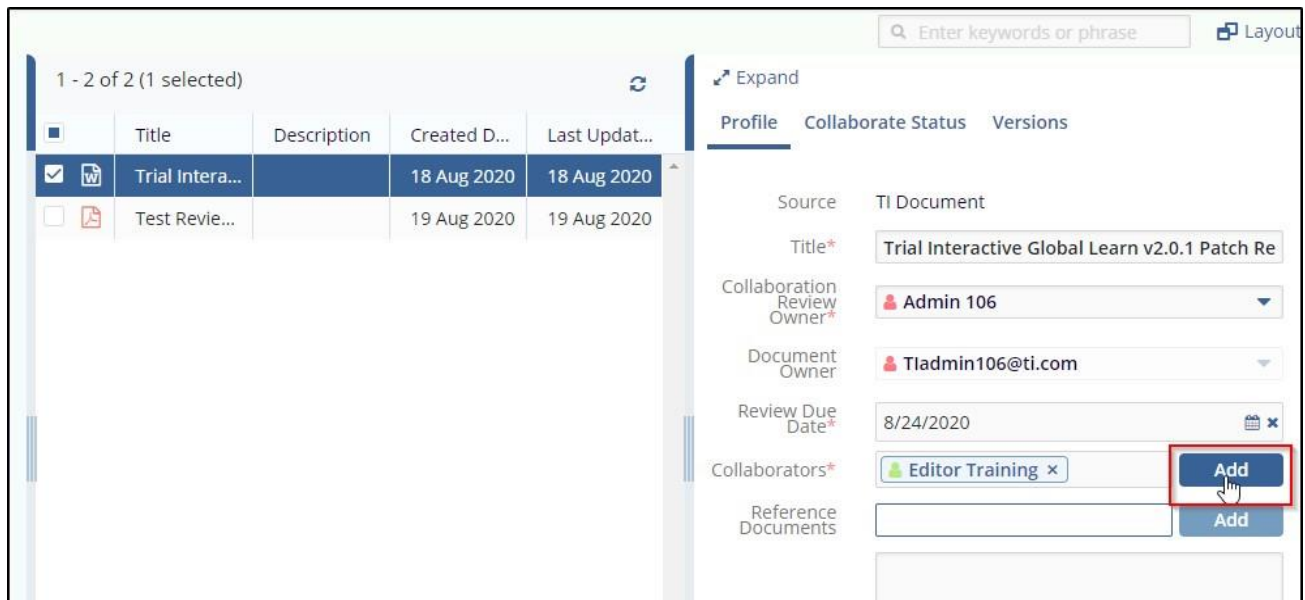 Enter keywords or phrase
Layout
1 - 2 of 2 (1 selected)
Title Description Created D... Last Updat...
Trial Intera... 18 Aug 2020 18 Aug 2020
Test Revie... 19 Aug 2020 19 Aug 2020
Expand
Profile Collaborate Status Versions
Source TI Document
Title* Trial Interactive Global Learn v2.0.1 Patch Re
Collaboration
Review
Owner*
Admin 106
Document
Owner
TIadmin106@ti.com
Review Due
Date*
8/24/2020
Collaborators* Editor Training × Add
Reference
Documents
Add